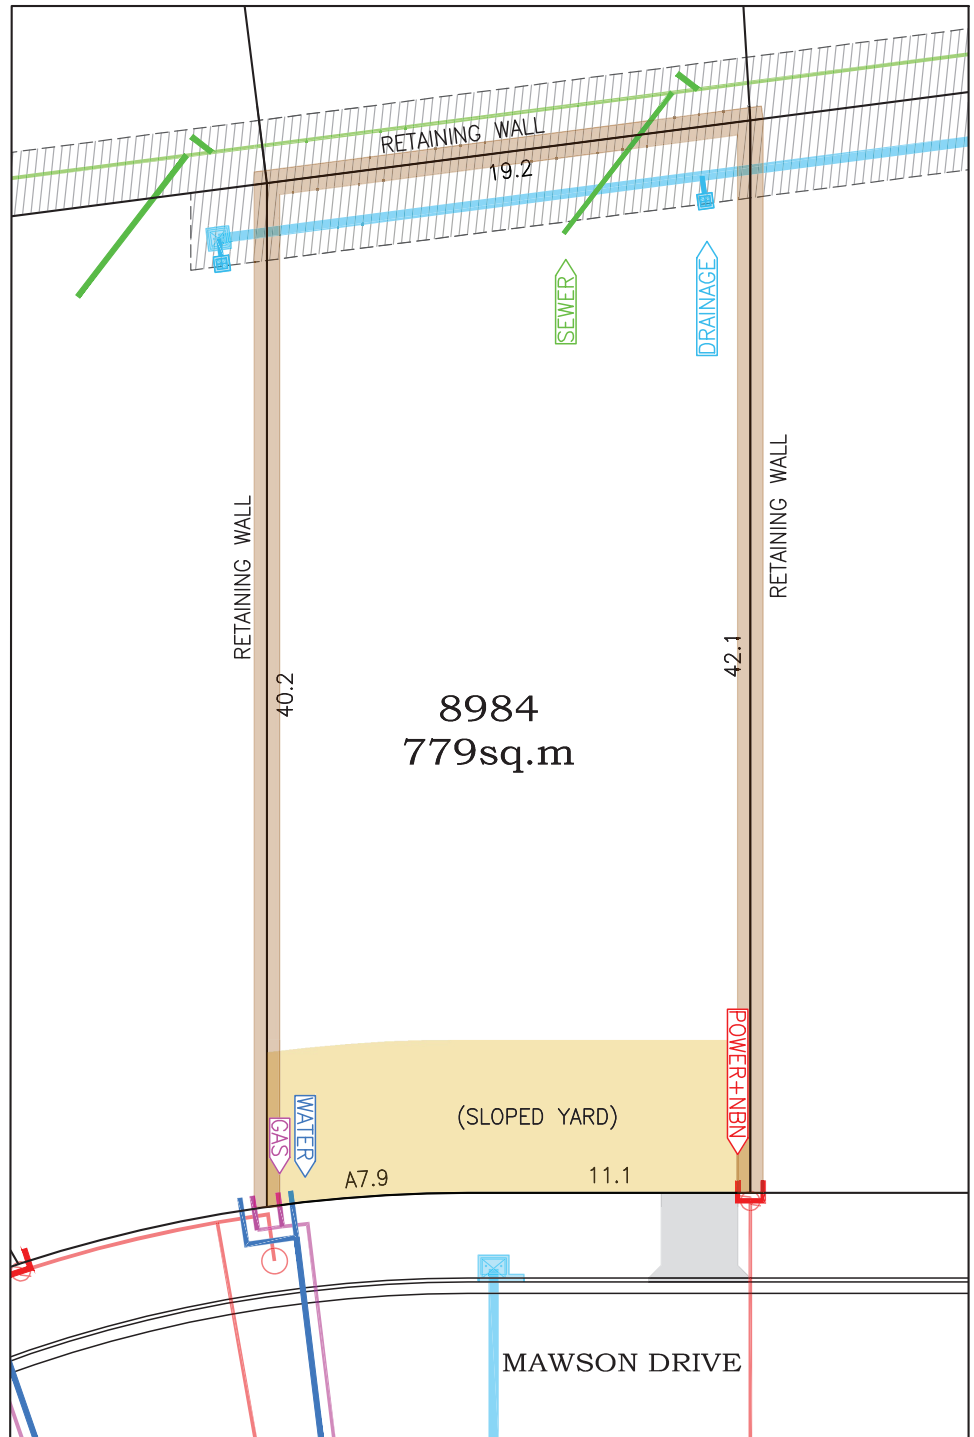 RETAINING WALL
19.2
SEWER
DRAINAGE
RETAINING WALL
RETAINING WALL
40.2
42.1
8984
779sq.m
POWER+NBN
(SLOPED YARD)
GAS
WATER
A7.9
11.1
MAWSON DRIVE